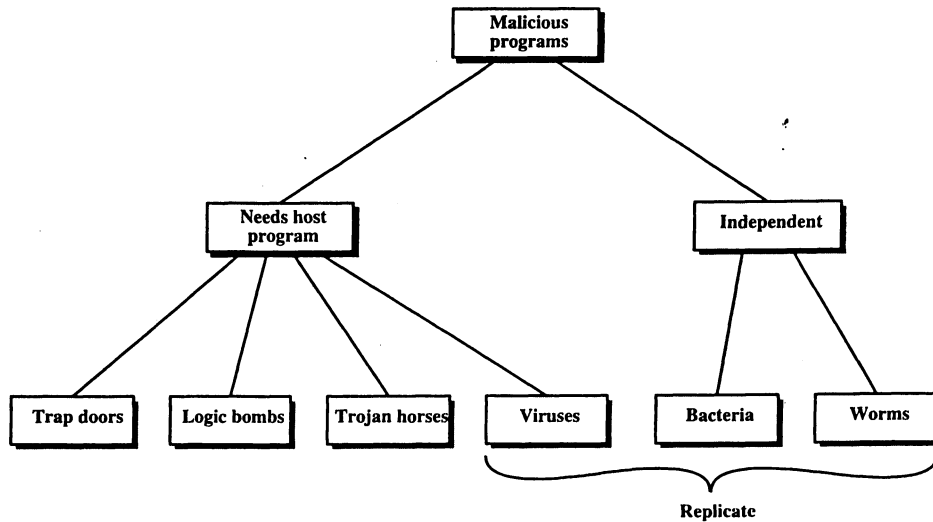 Malicious
programs
Needs host
program
Independent
Trap doors
Logic bombs
Trojan horses
Viruses
Bacteria
Worms
Replicate